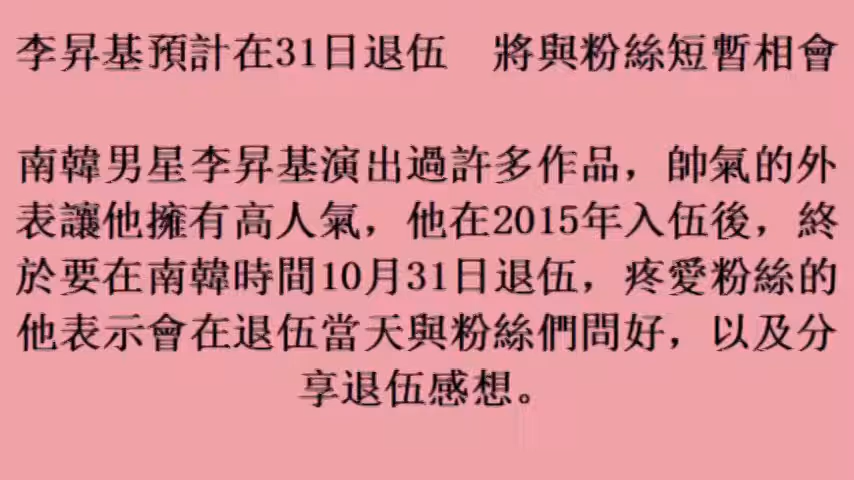 李昇基預計在31日退伍　將與粉絲短暫相會
南韓男星李昇基演出過許多作品，帥氣的外
表讓他擁有高人氣，他在2015年入伍後，終
於要在南韓時間10月31日退伍，疼愛粉絲的
他表示會在退伍當天與粉絲們問好，以及分
享退伍感想。